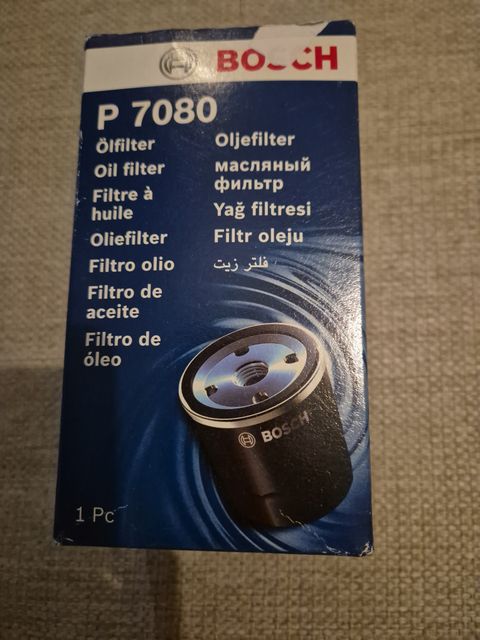 BOSCH
P 7080
Ölfilter
Oil filter
Filtre à
huile
Oliefilter
Filtro olio
Filtro de
aceite
Filtro de
óleo
Oljefilter
масляный
фильтр
Yağ filtresi
Filtr oleju
فلتر زيت
BOSCH
1 Pc